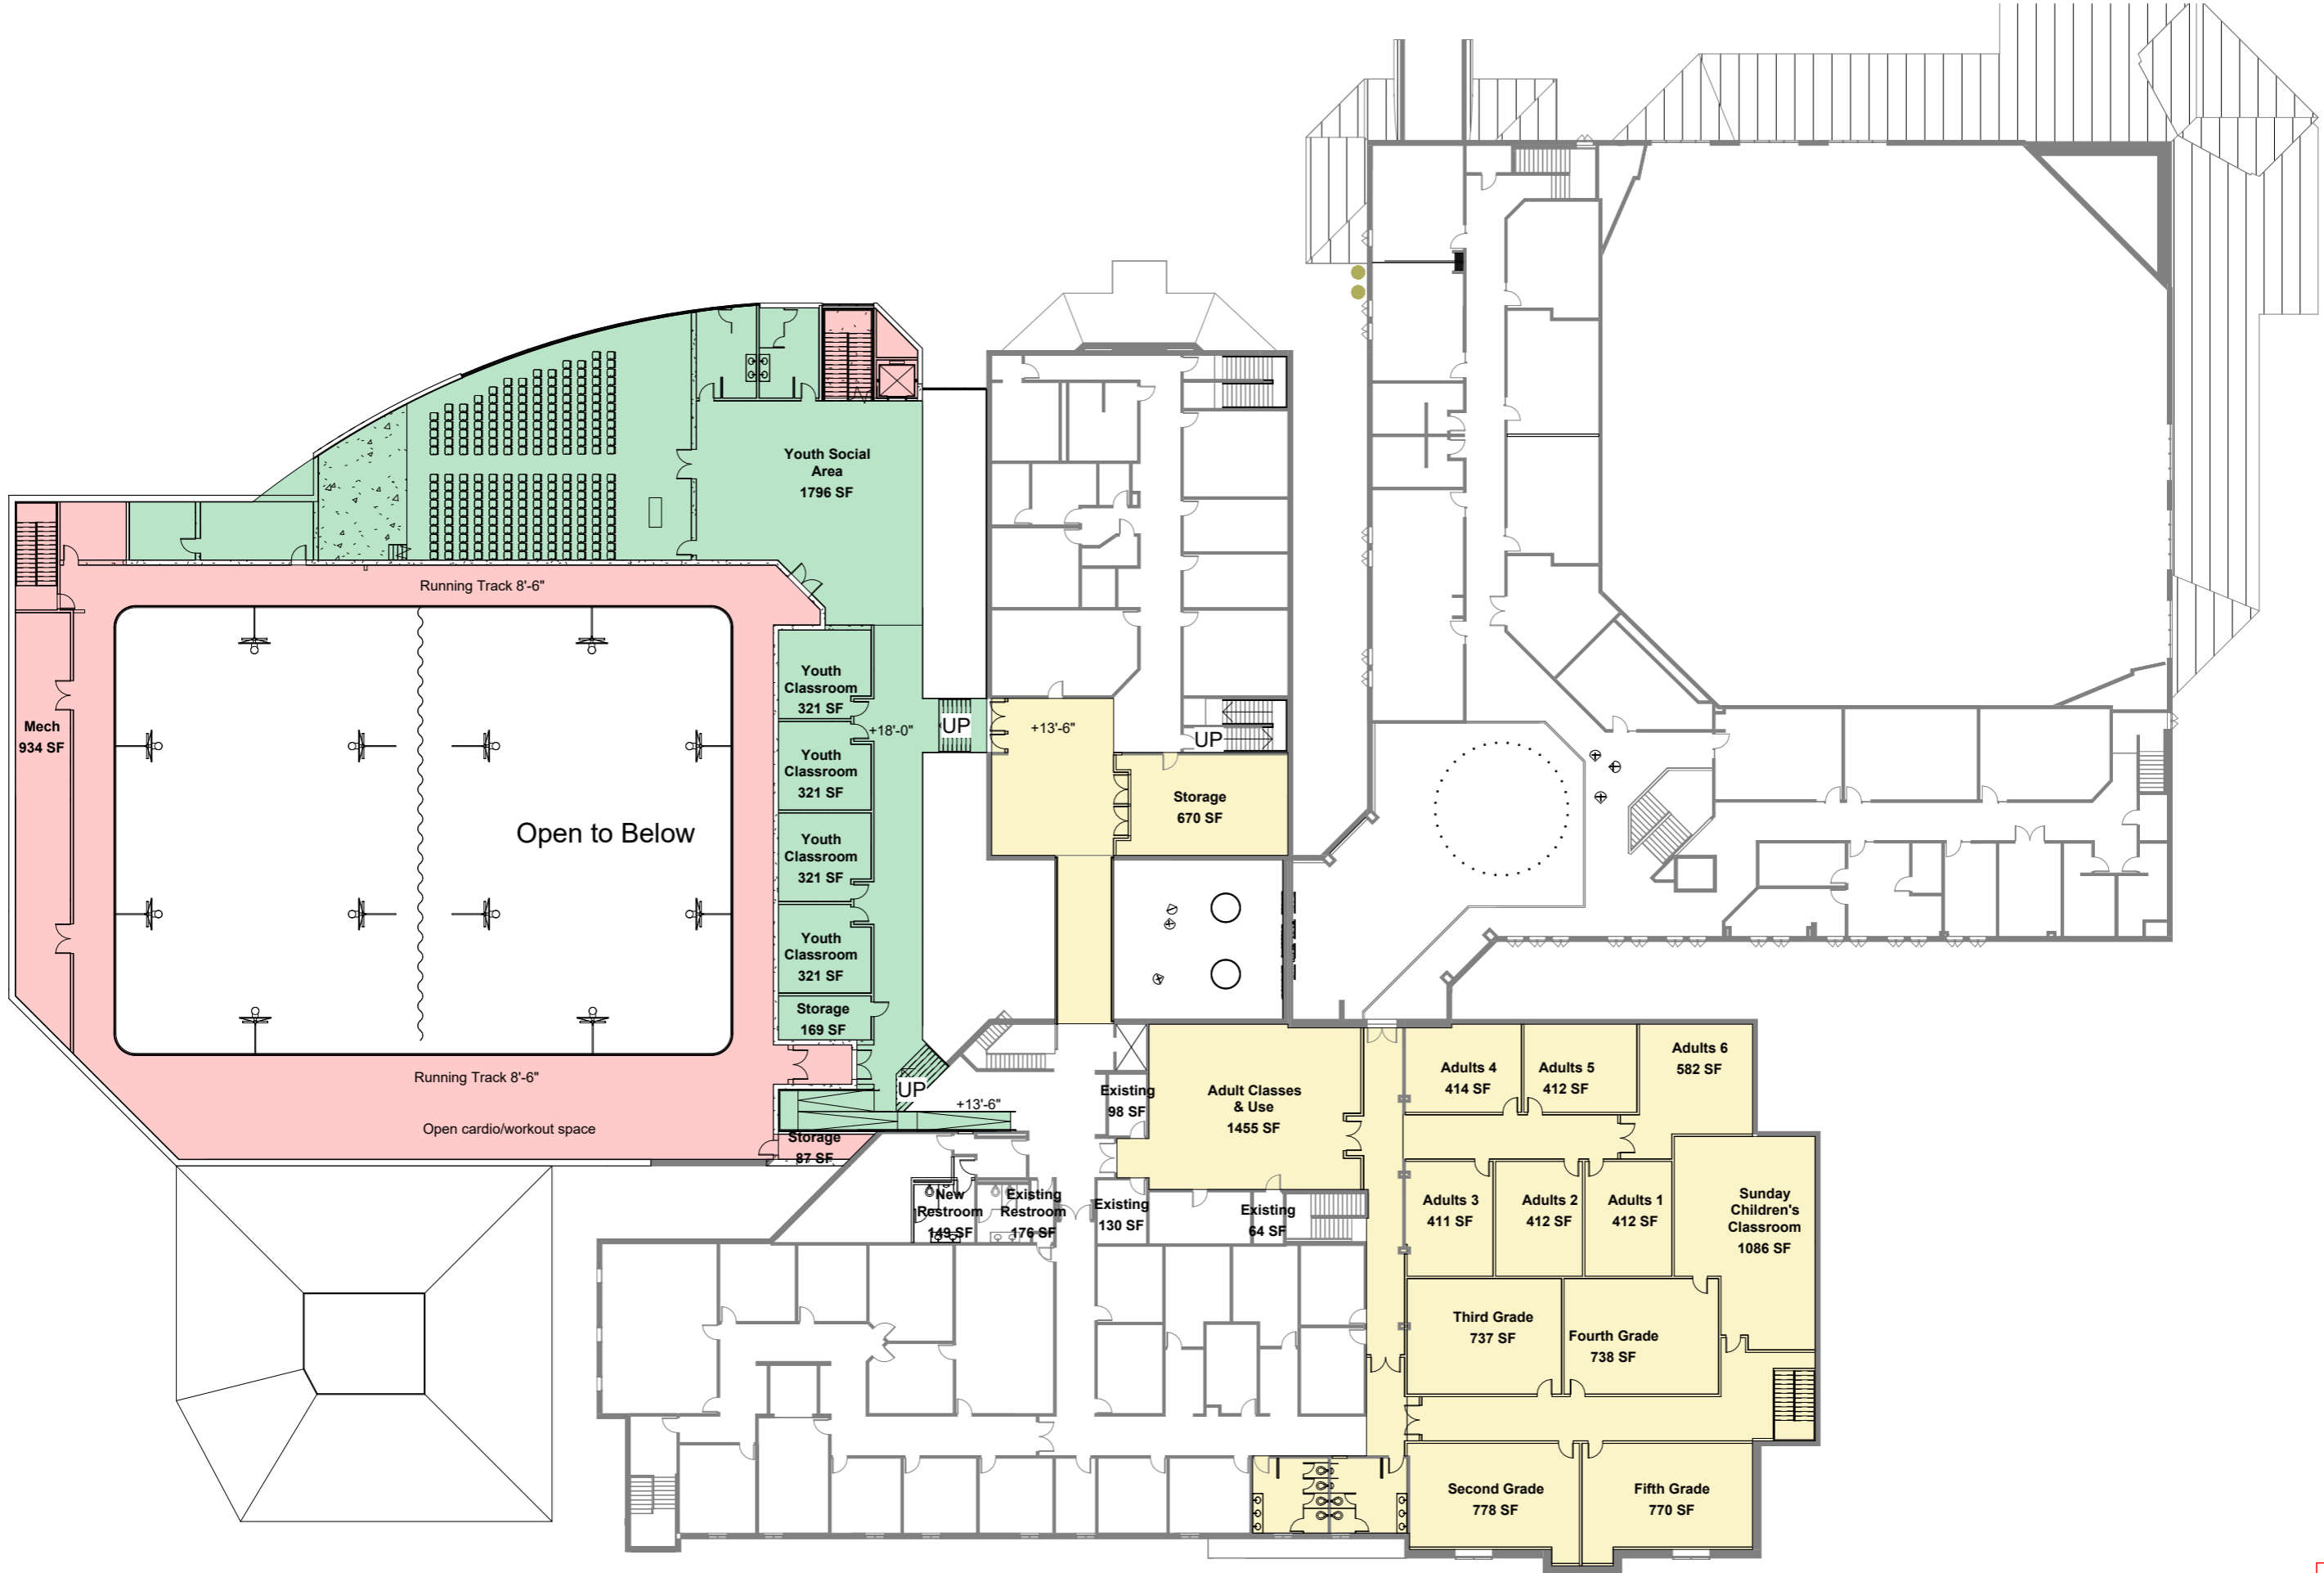 Youth Social
Area
1796 SF
Running Track 8'-6"
Mech
934 SF
Youth
Classroom
321 SF
+18'-0"
UP
+13'-6"
UP
Youth
Classroom
321 SF
Storage
670 SF
Open to Below
Youth
Classroom
321 SF
Youth
Classroom
321 SF
Storage
169 SF
Running Track 8'-6"
UP
+13'-6"
Open cardio/workout space
Storage
87 SF
Existing
98 SF
Adult Classes
& Use
1455 SF
Adults 4
414 SF
Adults 5
412 SF
Adults 6
582 SF
New
Restroom
149 SF
Existing
Restroom
176 SF
Existing
130 SF
Existing
64 SF
Adults 3
411 SF
Adults 2
412 SF
Adults 1
412 SF
Sunday
Children's
Classroom
1086 SF
Third Grade
737 SF
Fourth Grade
738 SF
Second Grade
778 SF
Fifth Grade
770 SF